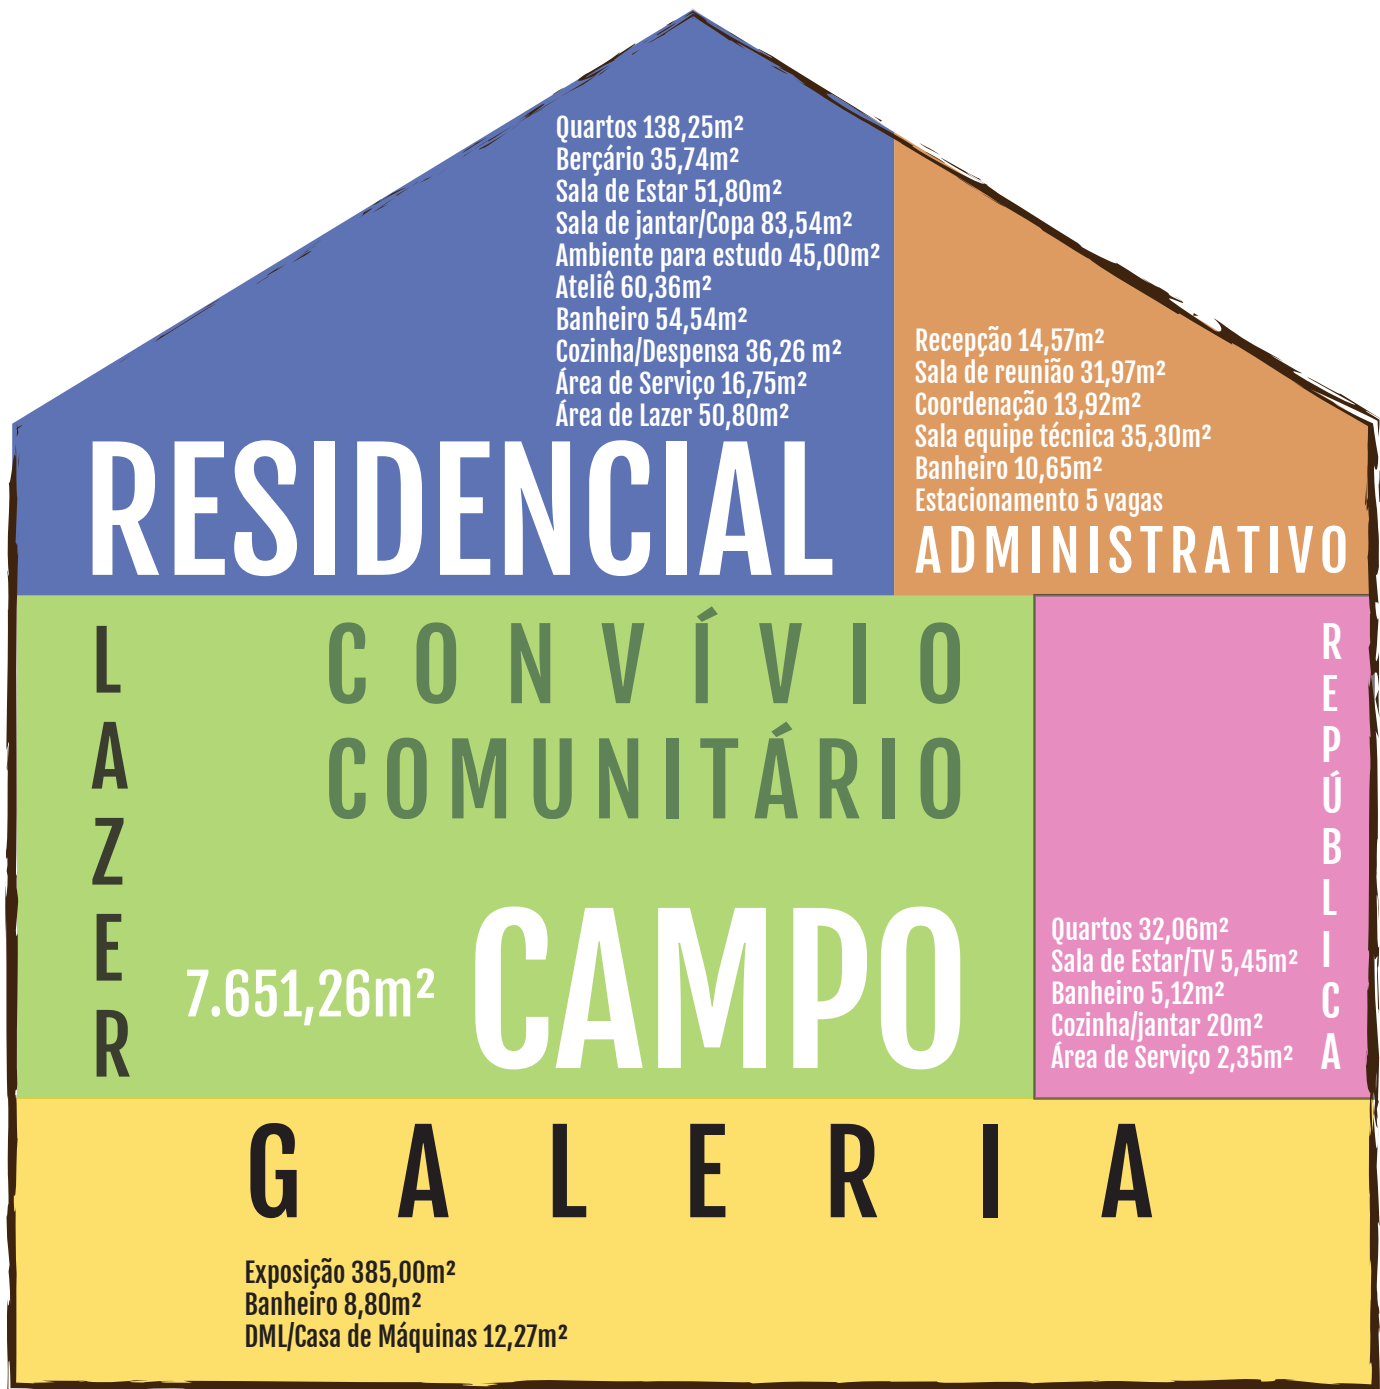 Quartos 138,25m²
Berçário 35,74m²
Sala de Estar 51,80m²
Sala de jantar/Copa 83,54m²
Ambiente para estudo 45,00m²
Ateliê 60,36m²
Banheiro 54,54m²
Cozinha/Despensa 36,26 m²
Área de Serviço 16,75m²
Área de Lazer 50,80m²
RESIDENCIAL
Recepção 14,57m²
Sala de reunião 31,97m²
Coordenação 13,92m²
Sala equipe técnica 35,30m²
Banheiro 10,65m²
Estacionamento 5 vagas
ADMINISTRATIVO
LAZER
CONVÍVIO
COMUNITÁRIO
7.651,26m² CAMPO
REPÚBLICA
Quartos 32,06m²
Sala de Estar/TV 5,45m²
Banheiro 5,12m²
Cozinha/jantar 20m²
Área de Serviço 2,35m²
GALERIA
Exposição 385,00m²
Banheiro 8,80m²
DML/Casa de Máquinas 12,27m²